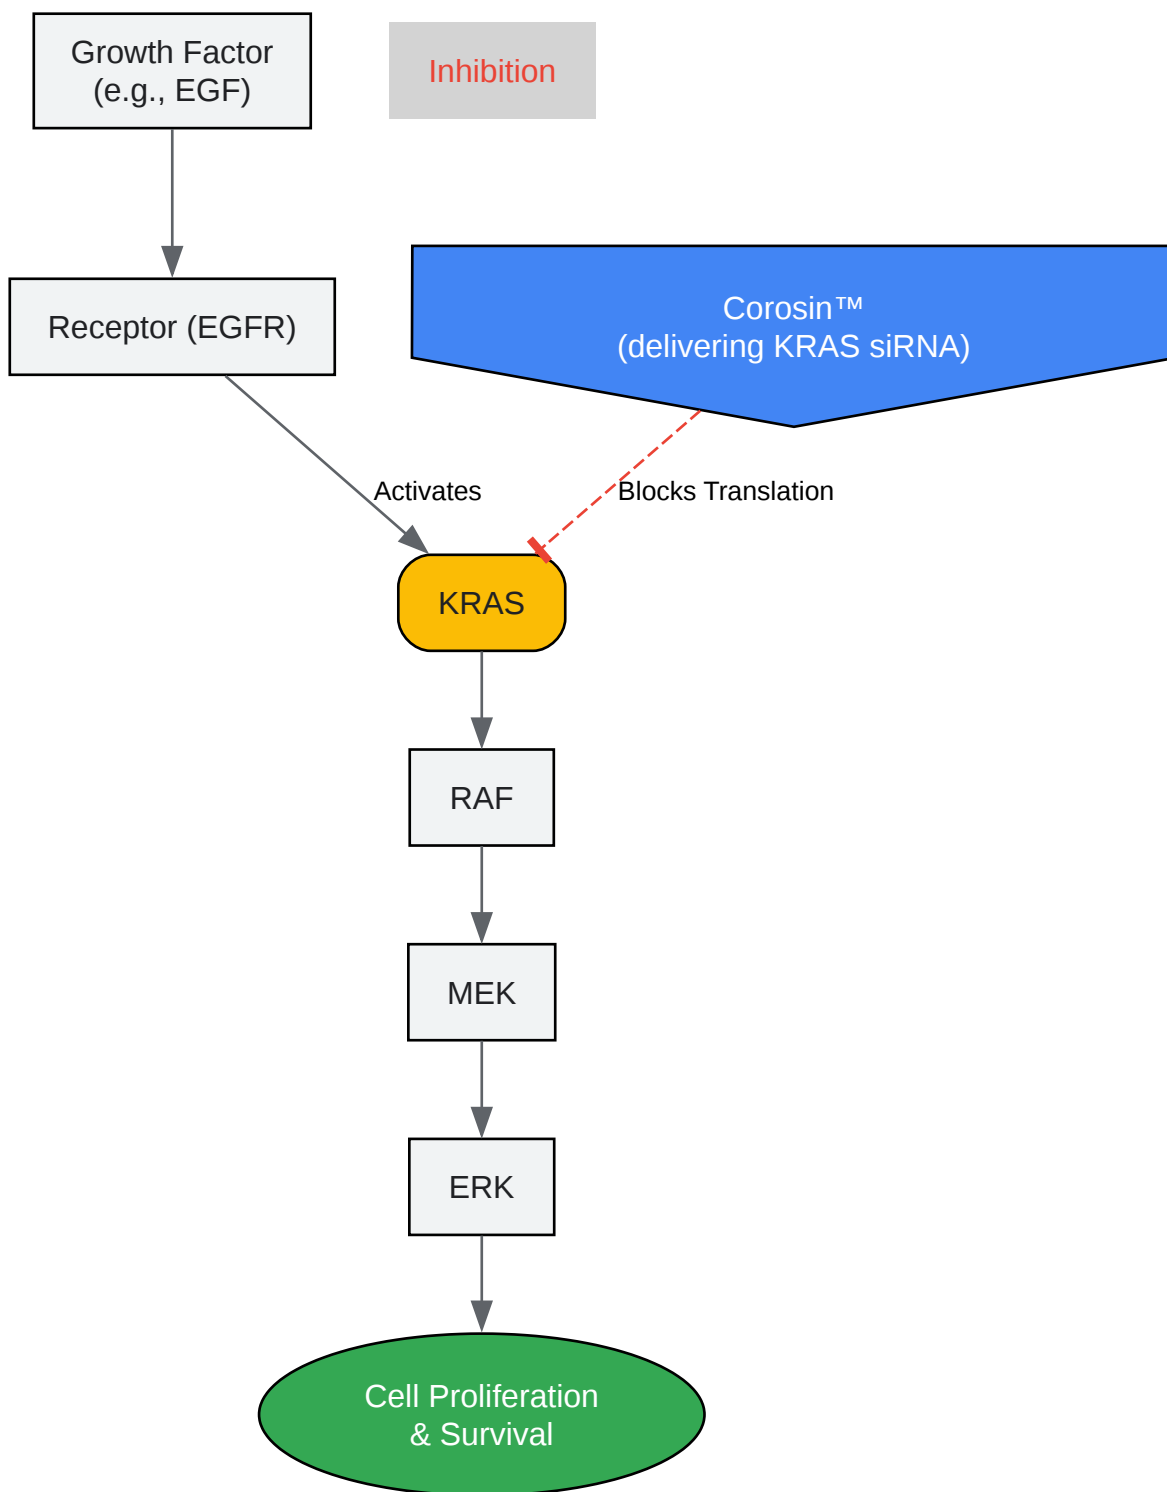 Growth Factor
(e.g., EGF)
Inhibition
Receptor (EGFR)
Corosin™
(delivering KRAS siRNA)
Activates
Blocks Translation
KRAS
RAF
MEK
ERK
Cell Proliferation
& Survival